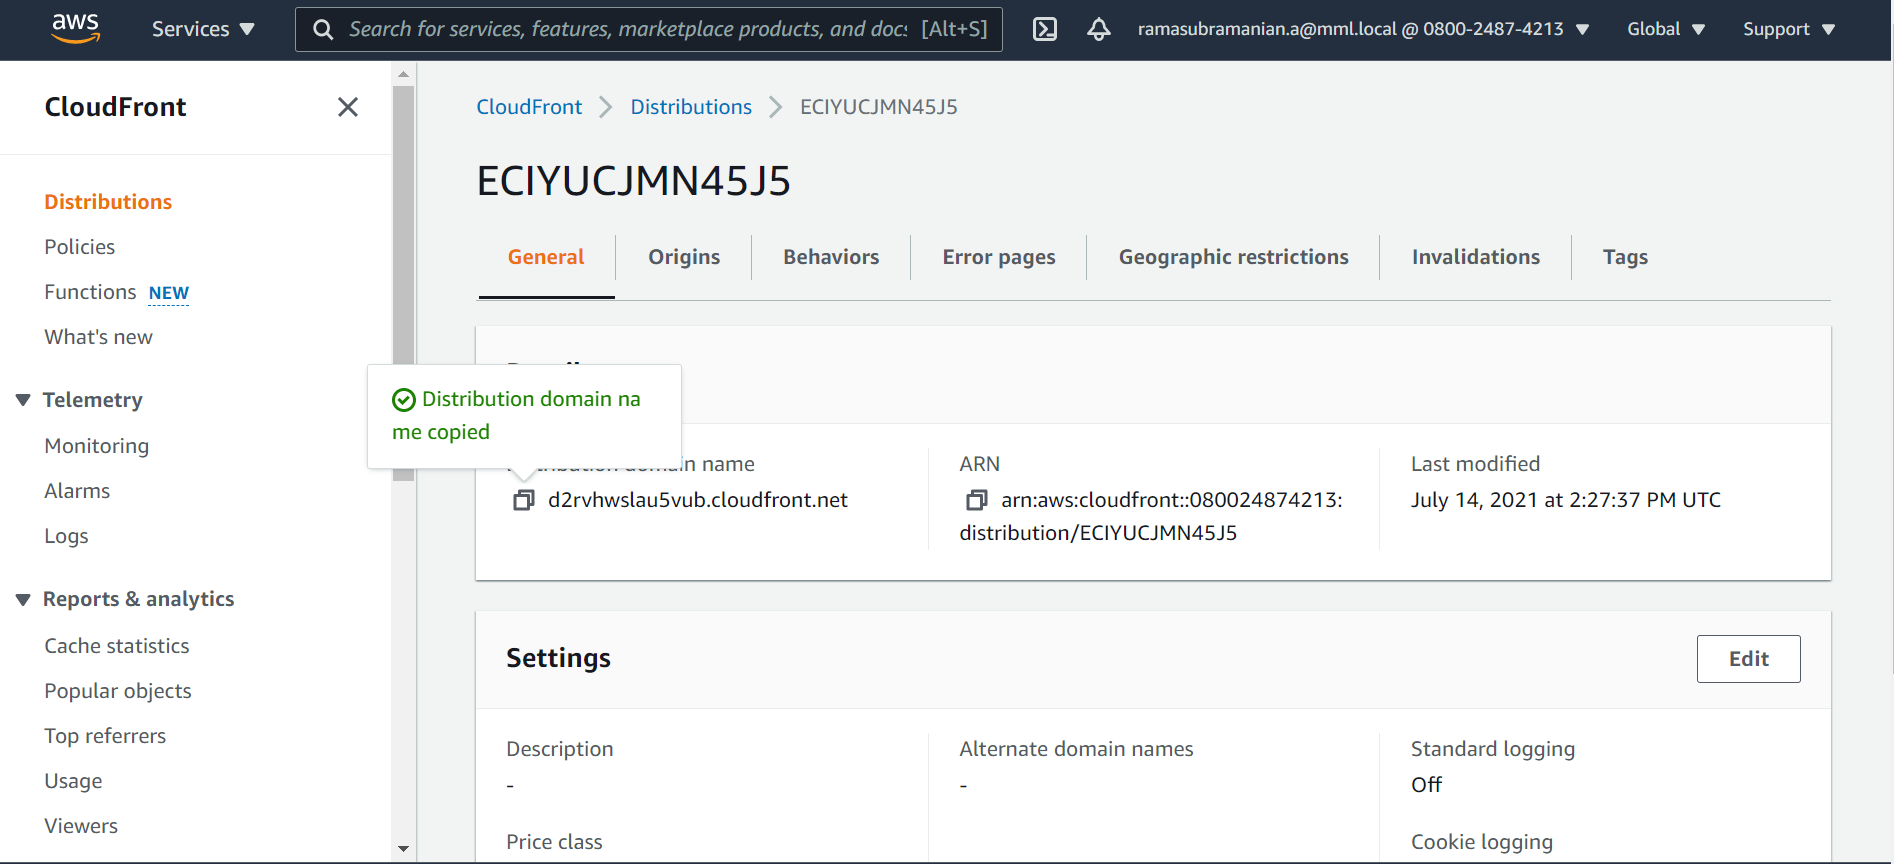 aws
Services
Search for services, features, marketplace products, and docs [Alt+S]
ramasubramanian.a@mml.local @ 0800-2487-4213
Global
Support
CloudFront
Distributions
Policies
Functions NEW
What's new
Telemetry
Monitoring
Alarms
Logs
Reports & analytics
Cache statistics
Popular objects
Top referrers
Usage
Viewers
CloudFront
Distributions
ECIYUCJMN45J5
ECIYUCJMN45J5
General
Origins
Behaviors
Error pages
Geographic restrictions
Invalidations
Tags
Distribution domain na
me copied
domain name
d2rvhwslau5vub.cloudfront.net
ARN
arn:aws:cloudfront::080024874213:
distribution/ECIYUCJMN45J5
Last modified
July 14, 2021 at 2:27:37 PM UTC
Settings
Edit
Description
-
Alternate domain names
-
Standard logging
Off
Price class
Cookie logging